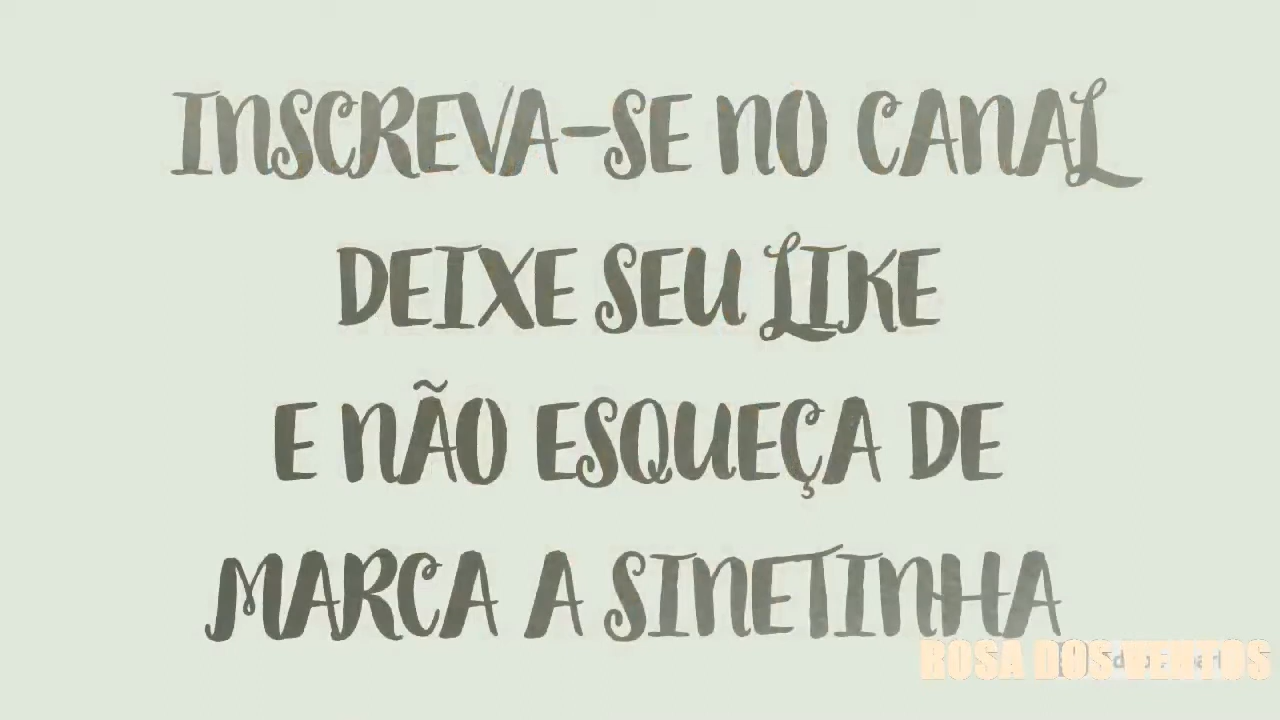 INSCREVA-SE NO CANAL
DEIXE SEU LIKE
E NÃO ESQUEÇA DE
MARCA A SINETINHA
ROSA DOS VENTOS